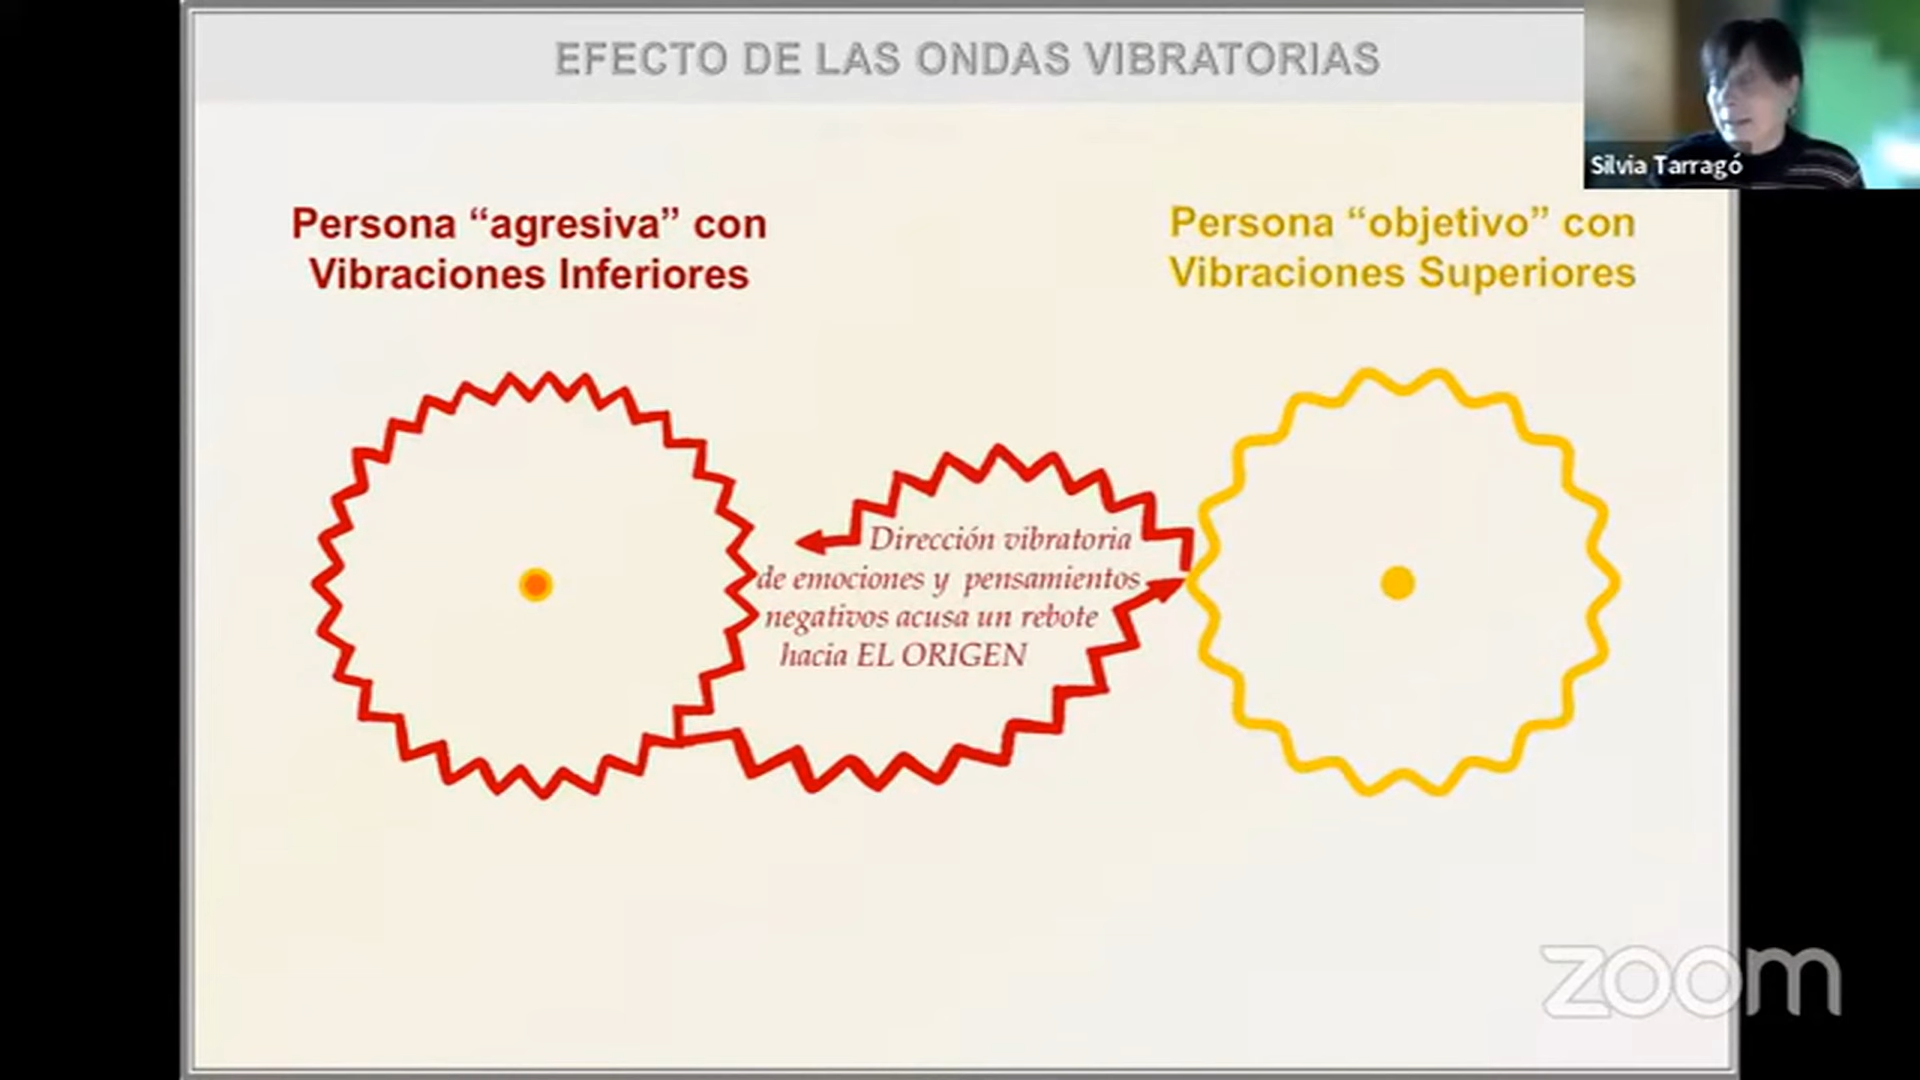 EFECTO DE LAS ONDAS VIBRATORIAS
Silvia Tarragó
Persona “agresiva” con
Vibraciones Inferiores
Persona “objetivo” con
Vibraciones Superiores
Dirección vibratoria
de emociones y pensamientos
negativos acusa un rebote
hacia EL ORIGEN
zoom